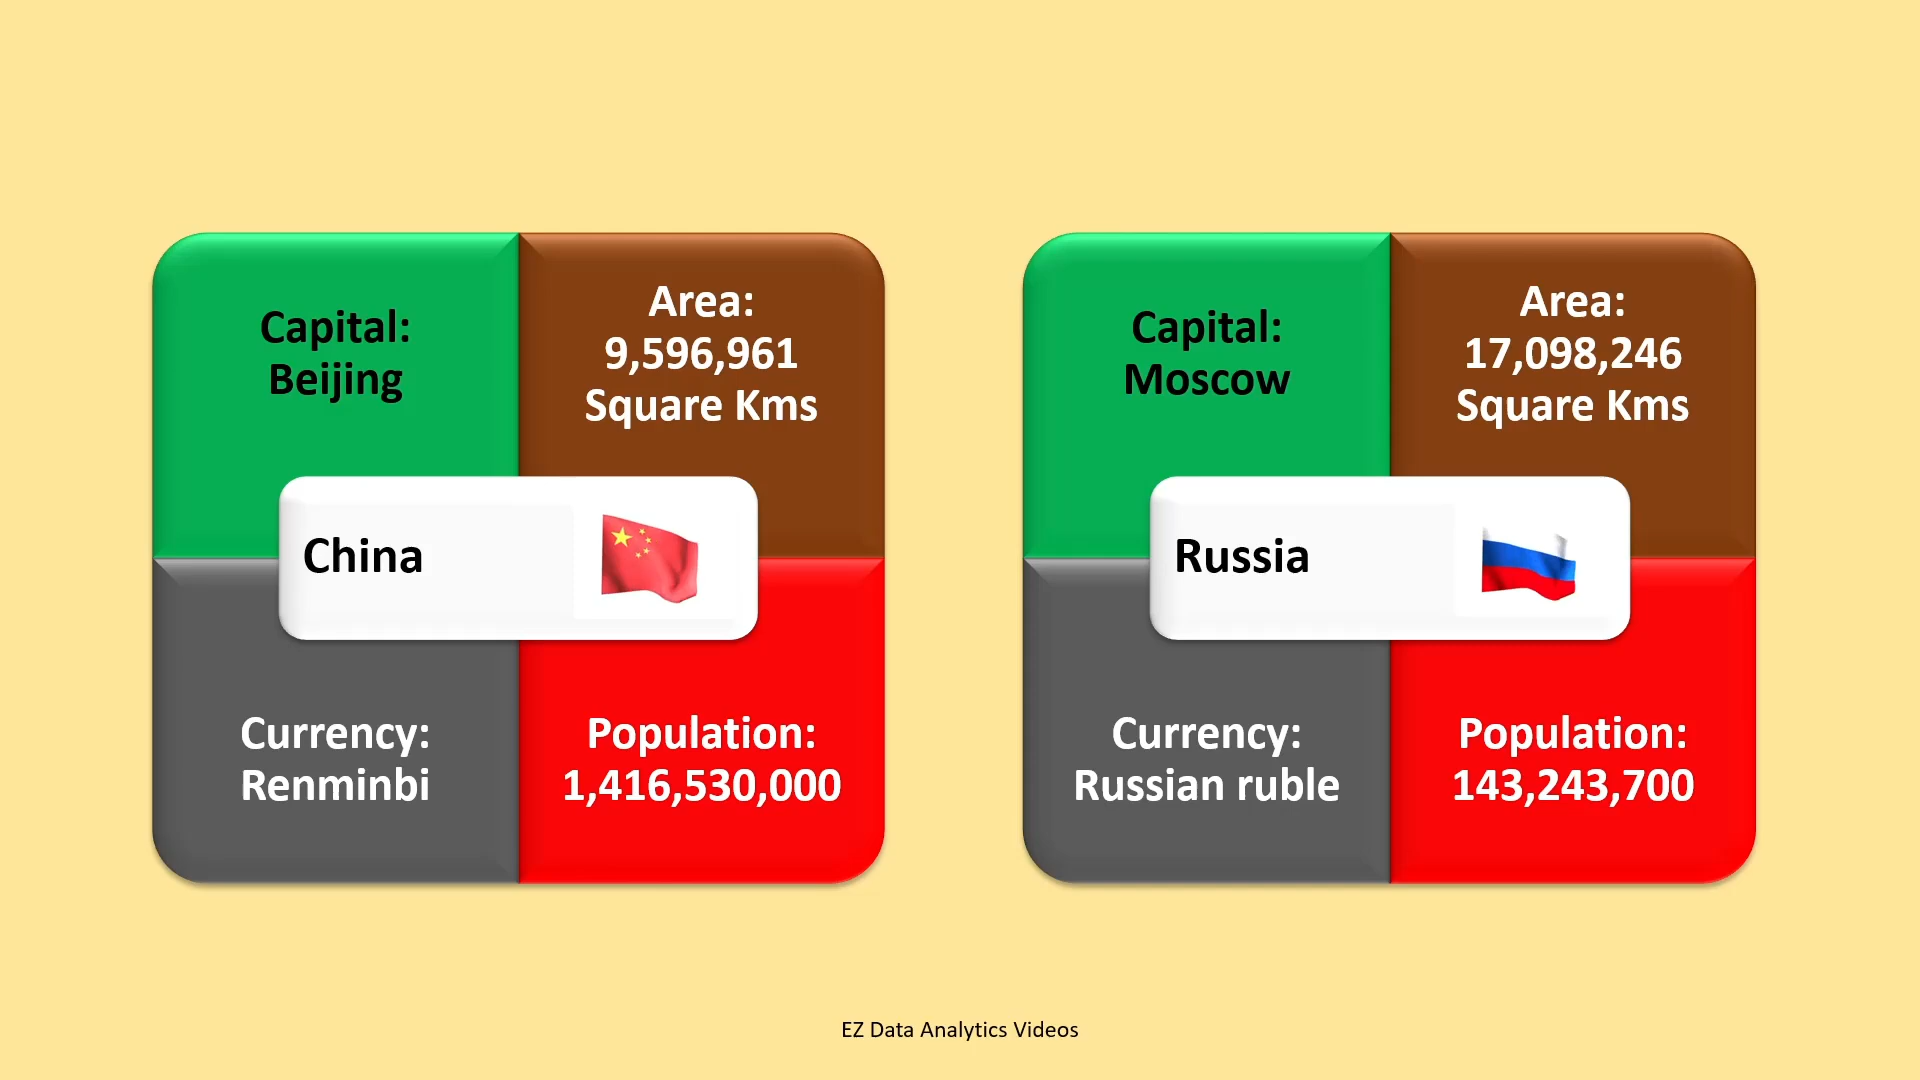 Capital:
Beijing
Area:
9,596,961
Square Kms
China
Currency:
Renminbi
Population:
1,416,530,000
Capital:
Moscow
Area:
17,098,246
Square Kms
Russia
Currency:
Russian ruble
Population:
143,243,700
EZ Data Analytics Videos